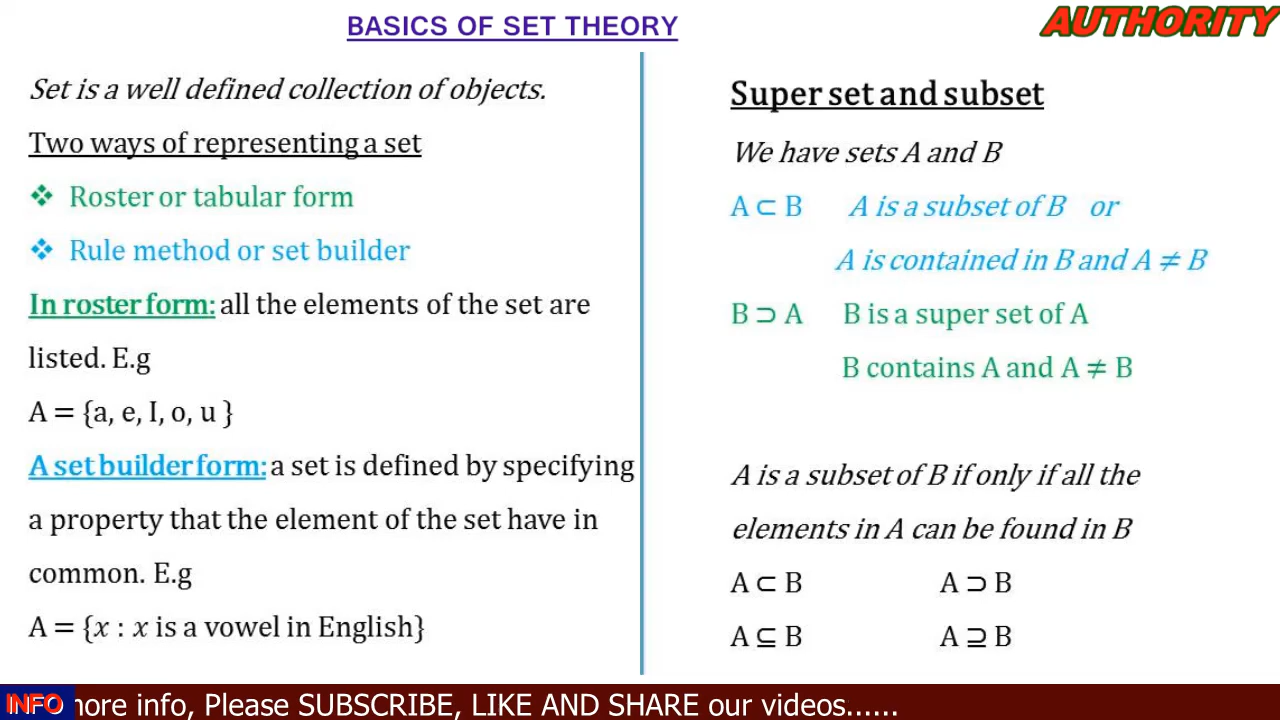 BASICS OF SET THEORY
AUTHORITY
Set is a well defined collection of objects.
Two ways of representing a set
❖ Roster or tabular form
❖ Rule method or set builder
In roster form: all the elements of the set are
listed. E.g
A = {a, e, I, o, u }
A set builder form: a set is defined by specifying
a property that the element of the set have in
common. E.g
A = {x : x is a vowel in English}
Super set and subset
We have sets A and B
A ⊂ B A is a subset of B or
A is contained in B and A ≠ B
B ⊃ A B is a super set of A
B contains A and A ≠ B
A is a subset of B if only if all the
elements in A can be found in B
A ⊂ B A ⊃ B
A ⊆ B A ⊇ B
INFO more info, Please SUBSCRIBE, LIKE AND SHARE our videos......